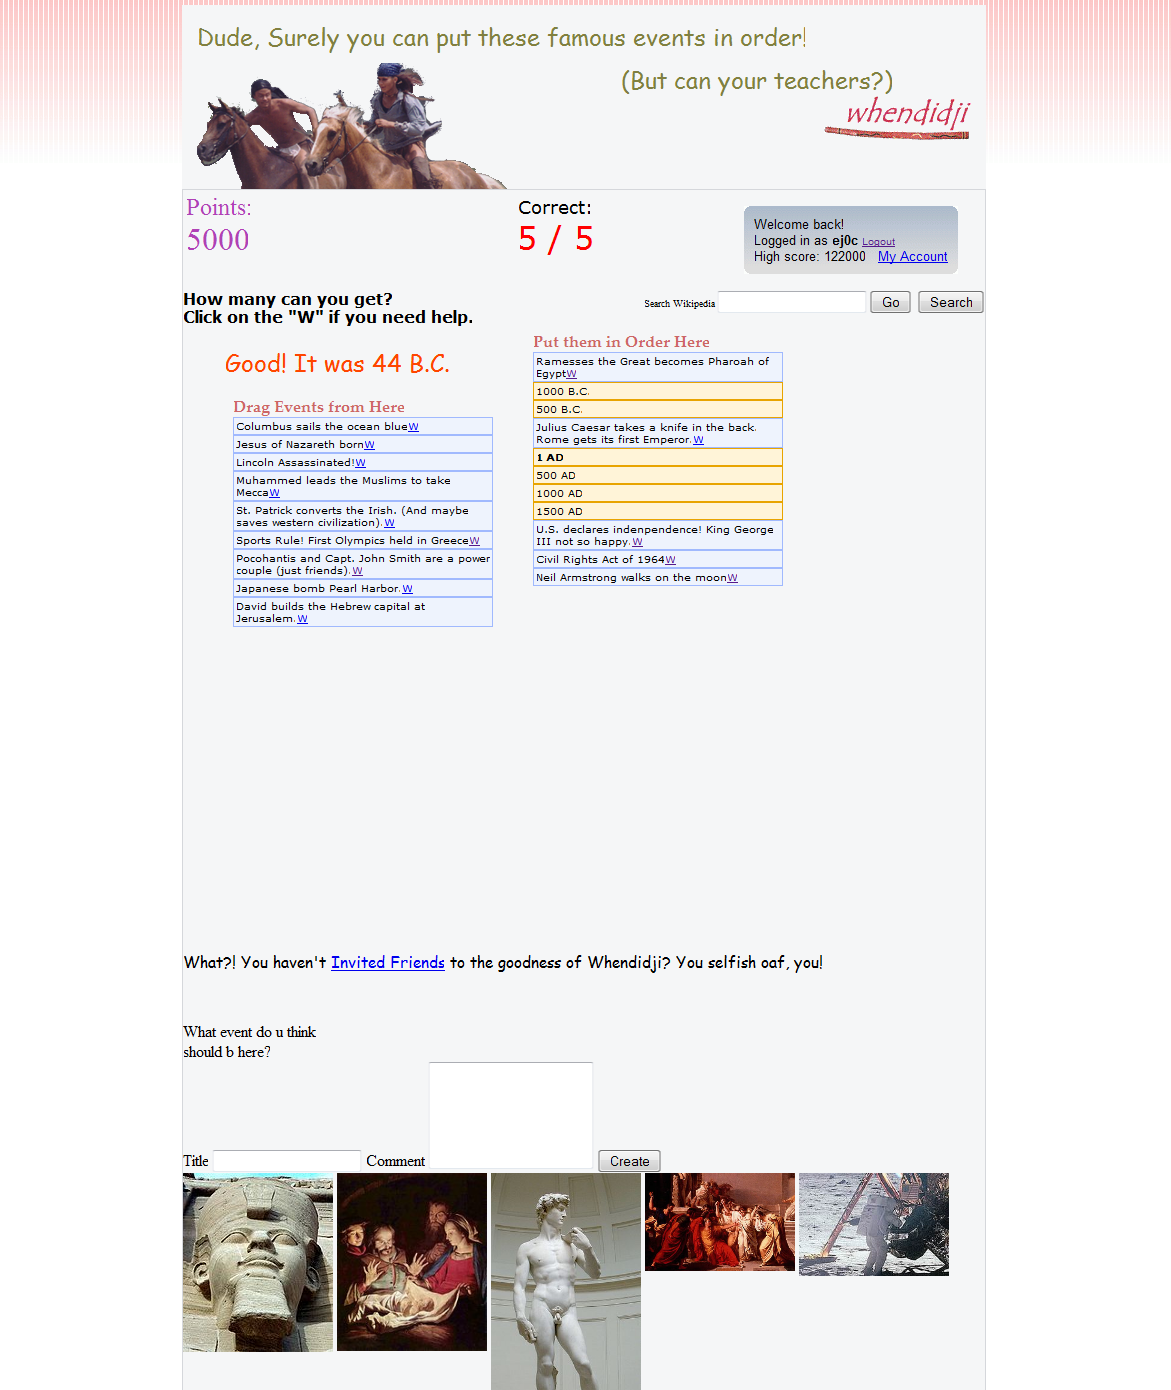 Dude, Surely you can put these famous events in order!
(But can your teachers?)
whendidji
Points:
5000
Correct:
5 / 5
Welcome back!
Logged in as ej0c Logout
High score: 122000 My Account
How many can you get?
Click on the "W" if you need help.
Search Wikipedia Go Search
Good! It was 44 B.C.
Drag Events from Here
Columbus sails the ocean blueW
Jesus of Nazareth bornW
Lincoln Assassinated!W
Muhammed leads the Muslims to take
MeccaW
St. Patrick converts the Irish. (And maybe
saves western civilization).W
Sports Rule! First Olympics held in GreeceW
Pocohantis and Capt. John Smith are a power
couple (just friends).W
Japanese bomb Pearl Harbor.W
David builds the Hebrew capital at
Jerusalem.W
Put them in Order Here
Ramesses the Great becomes Pharoah of
EgyptW
1000 B.C.
500 B.C.
Julius Caesar takes a knife in the back.
Rome gets its first Emperor.W
1 AD
500 AD
1000 AD
1500 AD
U.S. declares indenpendence! King George
III not so happy.W
Civil Rights Act of 1964W
Neil Armstrong walks on the moonW
What?! You haven't Invited Friends to the goodness of Whendidji? You selfish oaf, you!
What event do u think
should b here?
Title Comment Create